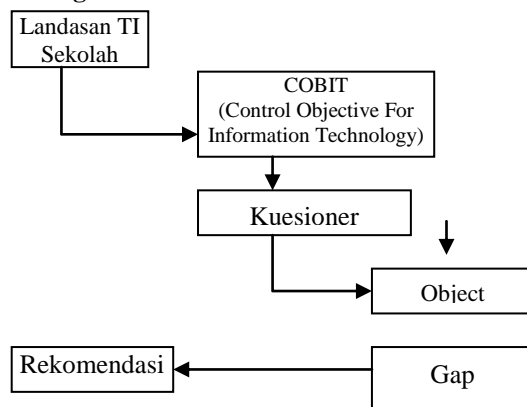 Landasan TI
Sekolah
COBIT
(Control Objective For
Information Technology)
Kuesioner
Object
Rekomendasi
Gap